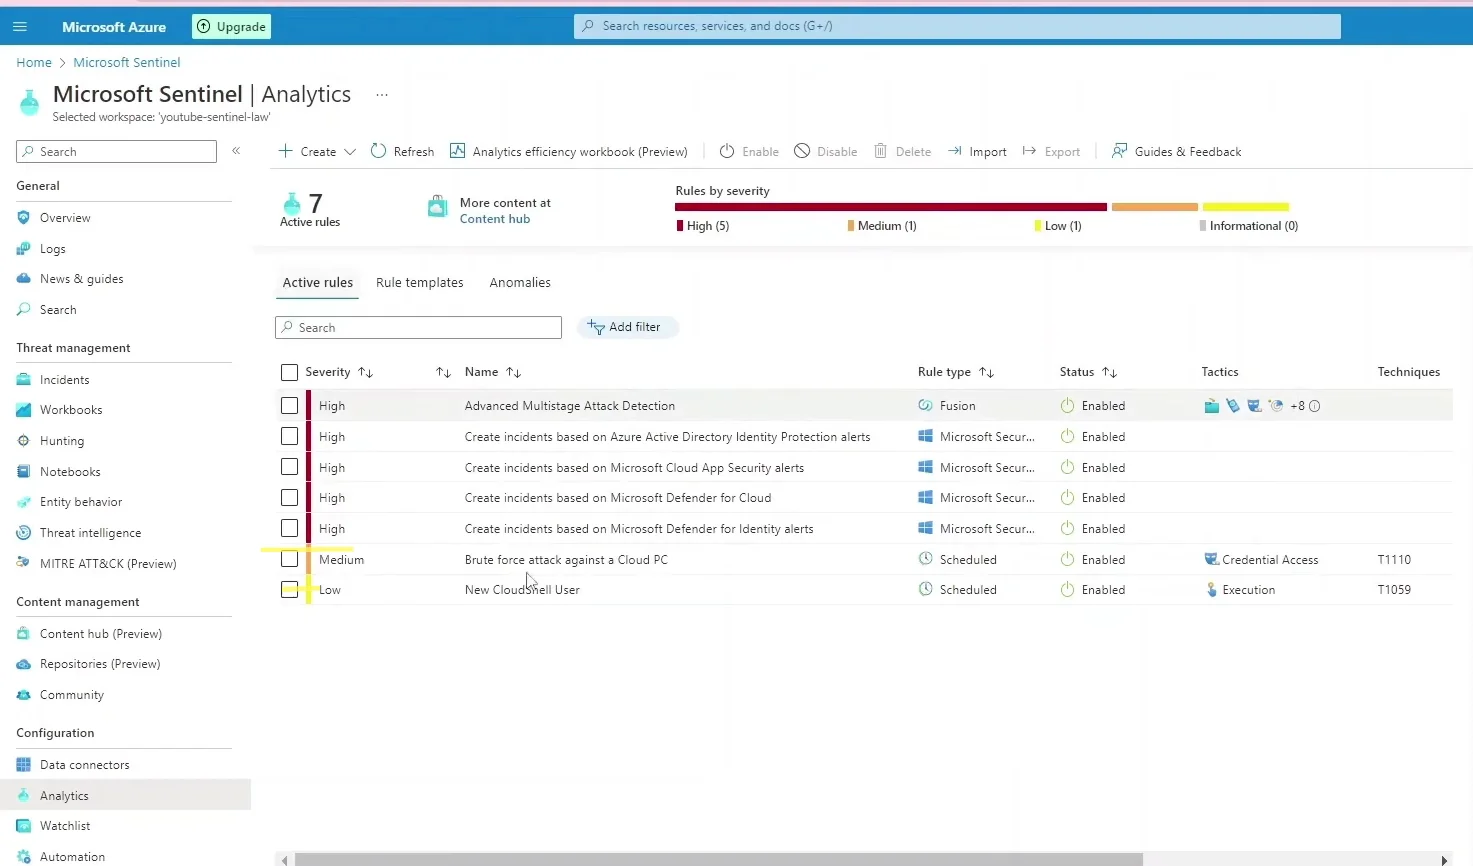 Microsoft Azure
Upgrade
Search resources, services, and docs (G+/)
Home > Microsoft Sentinel
Microsoft Sentinel | Analytics ...
Selected workspace: 'youtube-sentinel-law'
Search
«
Create
Refresh
Analytics efficiency workbook (Preview)
Enable
Disable
Delete
Import
Export
Guides & Feedback
General
Overview
Logs
News & guides
Search
Threat management
Incidents
Workbooks
Hunting
Notebooks
Entity behavior
Threat intelligence
MITRE ATT&CK (Preview)
Content management
Content hub (Preview)
Repositories (Preview)
Community
Configuration
Data connectors
Analytics
Watchlist
Automation
7
Active rules
More content at
Content hub
Rules by severity
High (5) Medium (1) Low (1) Informational (0)
Active rules Rule templates Anomalies
Search
Add filter
Severity Name Rule type Status Tactics Techniques
High Advanced Multistage Attack Detection Fusion Enabled +8
High Create incidents based on Azure Active Directory Identity Protection alerts Microsoft Secur... Enabled
High Create incidents based on Microsoft Cloud App Security alerts Microsoft Secur... Enabled
High Create incidents based on Microsoft Defender for Cloud Microsoft Secur... Enabled
High Create incidents based on Microsoft Defender for Identity alerts Microsoft Secur... Enabled
Medium Brute force attack against a Cloud PC Scheduled Enabled Credential Access T1110
Low New CloudShell User Scheduled Enabled Execution T1059